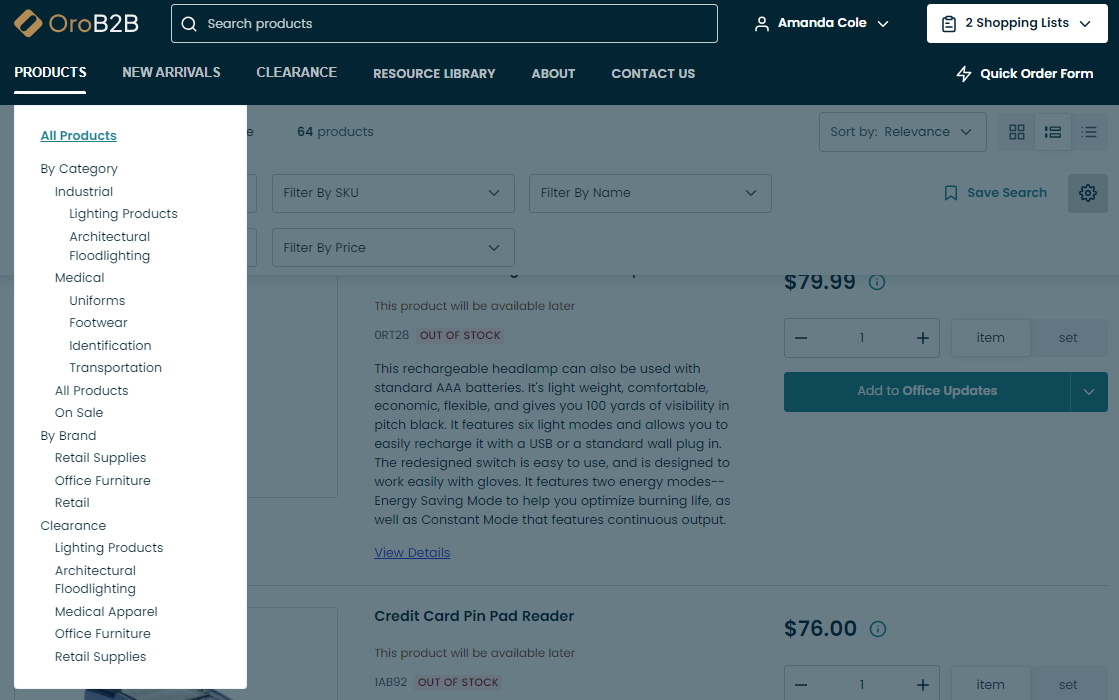 OroB2B
Search products
Amanda Cole
2 Shopping Lists
PRODUCTS
NEW ARRIVALS
CLEARANCE
RESOURCE LIBRARY
ABOUT
CONTACT US
Quick Order Form
All Products
By Category
Industrial
Lighting Products
Architectural
Floodlighting
Medical
Uniforms
Footwear
Identification
Transportation
All Products
On Sale
By Brand
Retail Supplies
Office Furniture
Retail
Clearance
Lighting Products
Architectural
Floodlighting
Medical Apparel
Office Furniture
Retail Supplies
64 products
Sort by: Relevance
Filter By SKU
Filter By Name
Save Search
Filter By Price
$79.99
This product will be available later
0RT28 OUT OF STOCK
1
item
set
Add to Office Updates
This rechargeable headlamp can also be used with
standard AAA batteries. It's light weight, comfortable,
economic, flexible, and gives you 100 yards of visibility in
pitch black. It features six light modes and allows you to
easily recharge it with a USB or a standard wall plug in.
The redesigned switch is easy to use, and is designed to
work easily with gloves. It features two energy modes--
Energy Saving Mode to help you optimize burning life, as
well as Constant Mode that features continuous output.
View Details
Credit Card Pin Pad Reader
$76.00
This product will be available later
1AB92 OUT OF STOCK
1
item
set